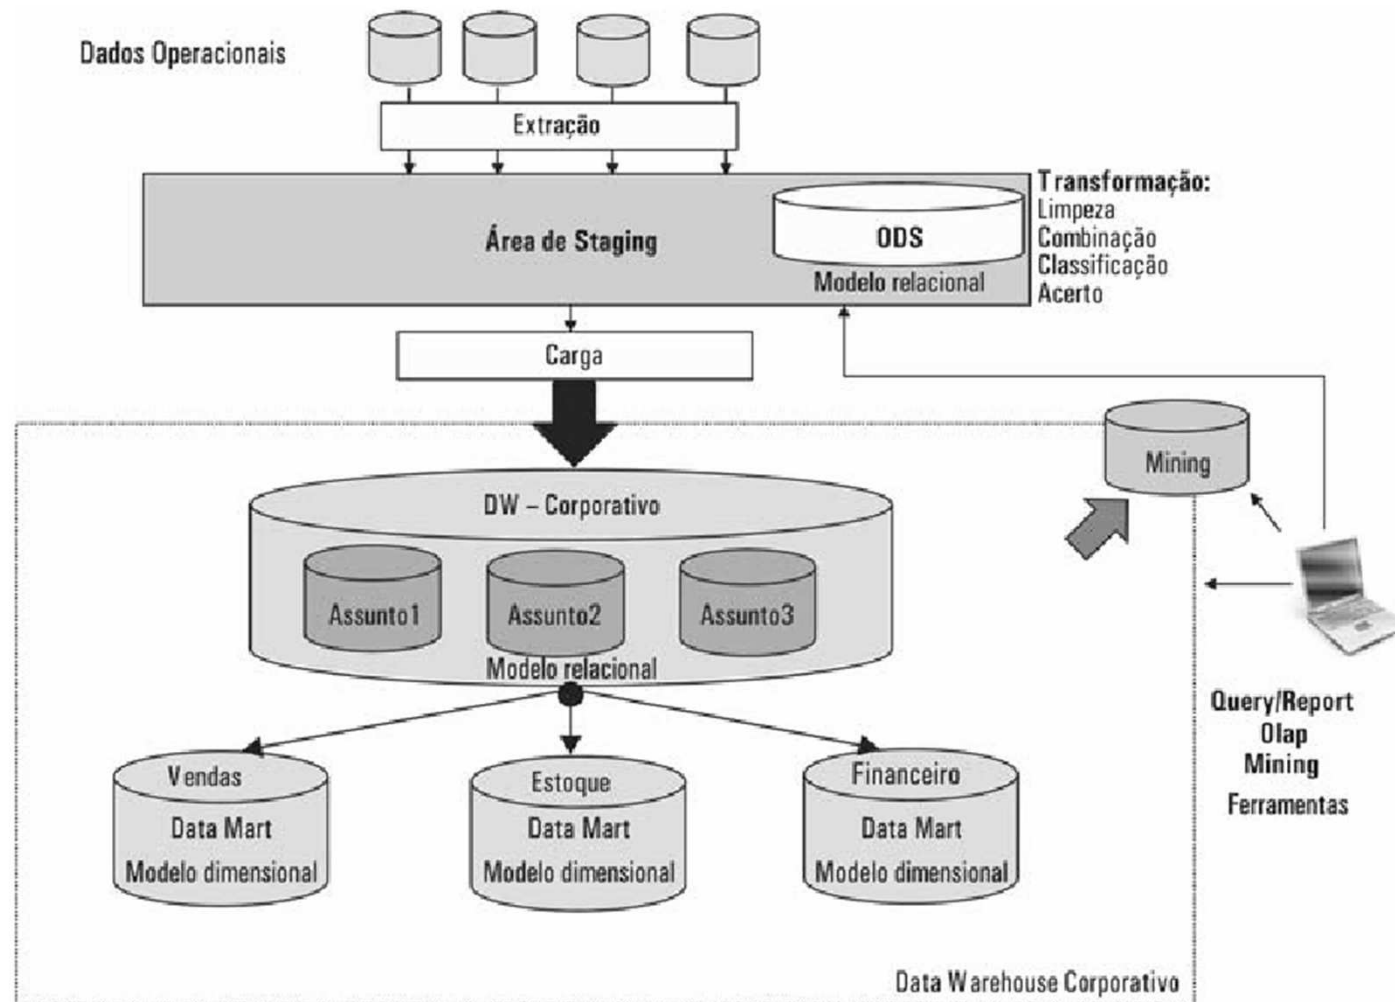 Dados Operacionais
Extração
Área de Staging
ODS
Modelo relacional
Transformação:
Limpeza
Combinação
Classificação
Acerto
Carga
Mining
DW – Corporativo
Assunto1
Assunto2
Assunto3
Modelo relacional
Query/Report
Olap
Mining
Ferramentas
Vendas
Data Mart
Modelo dimensional
Estoque
Data Mart
Modelo dimensional
Financeiro
Data Mart
Modelo dimensional
Data Warehouse Corporativo